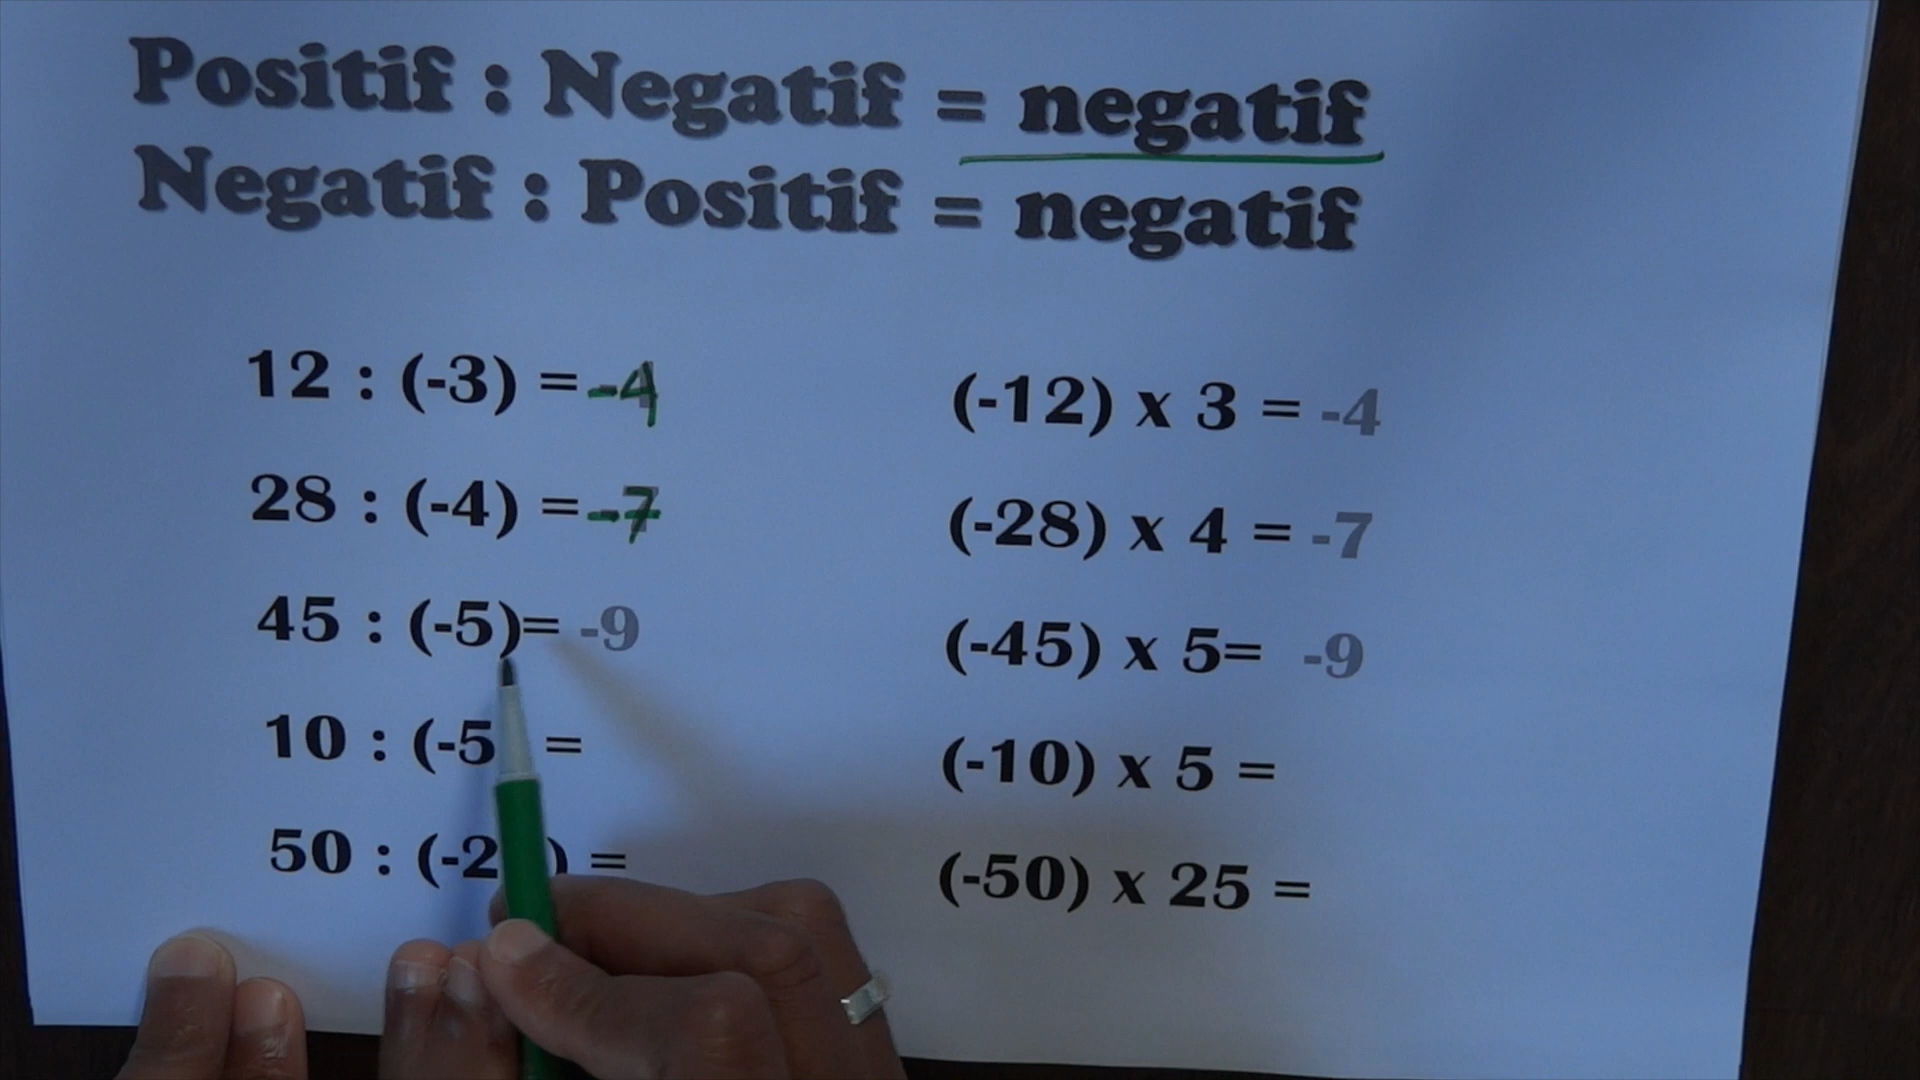 Positif : Negatif = negatif
Negatif : Positif = negatif
12 : (-3) = -4
28 : (-4) = -7
45 : (-5)= -9
10 : (-5 =
50 : (-2 ) =
(-12) x 3 = -4
(-28) x 4 = -7
(-45) x 5= -9
(-10) x 5 =
(-50) x 25 =